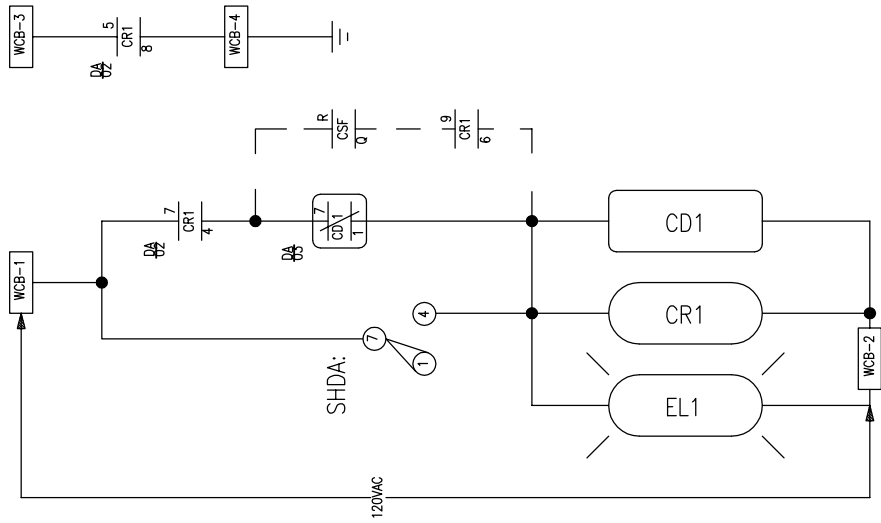 WCB-3
5
CR1
8
DA
02
WCB-4
R
CSF
Q
9
CR1
6
WCB-1
7
CR1
4
DA
02
7
CD1
1
DA
03
SHDA:
7
1
4
CD1
CR1
EL1
WCB-2
120VAC